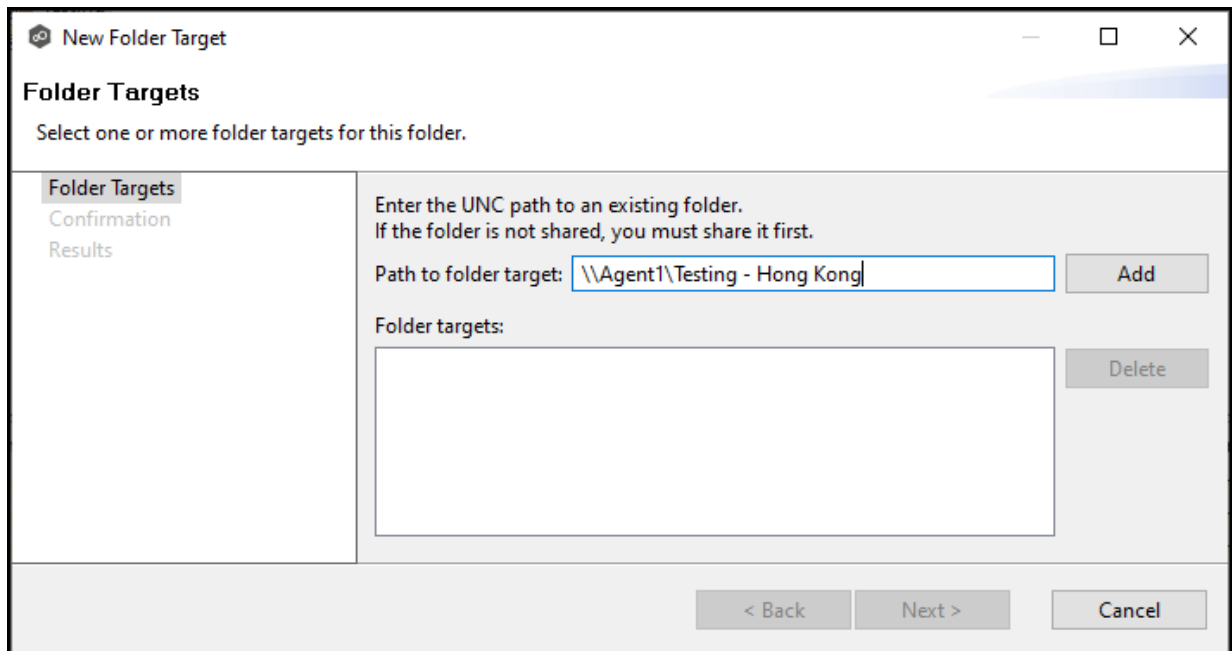 New Folder Target
Folder Targets
Select one or more folder targets for this folder.
Folder Targets
Confirmation
Results
Enter the UNC path to an existing folder.
If the folder is not shared, you must share it first.
Path to folder target: \\Agent1\Testing - Hong Kong Add
Folder targets:
Delete
< Back Next > Cancel